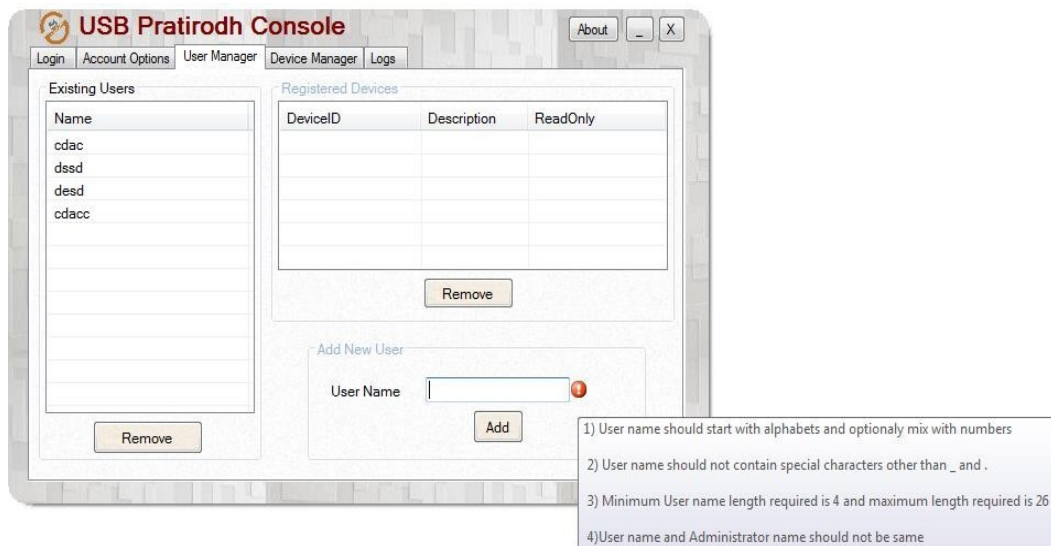 USB Pratirodh Console
About
_
X
Login
Account Options
User Manager
Device Manager
Logs
Existing Users
Name
cdac
dssd
desd
cdacc
Remove
Registered Devices
DeviceID Description ReadOnly
Remove
Add New User
User Name
Add
1) User name should start with alphabets and optionaly mix with numbers
2) User name should not contain special characters other than _ and .
3) Minimum User name length required is 4 and maximum length required is 26
4)User name and Administrator name should not be same